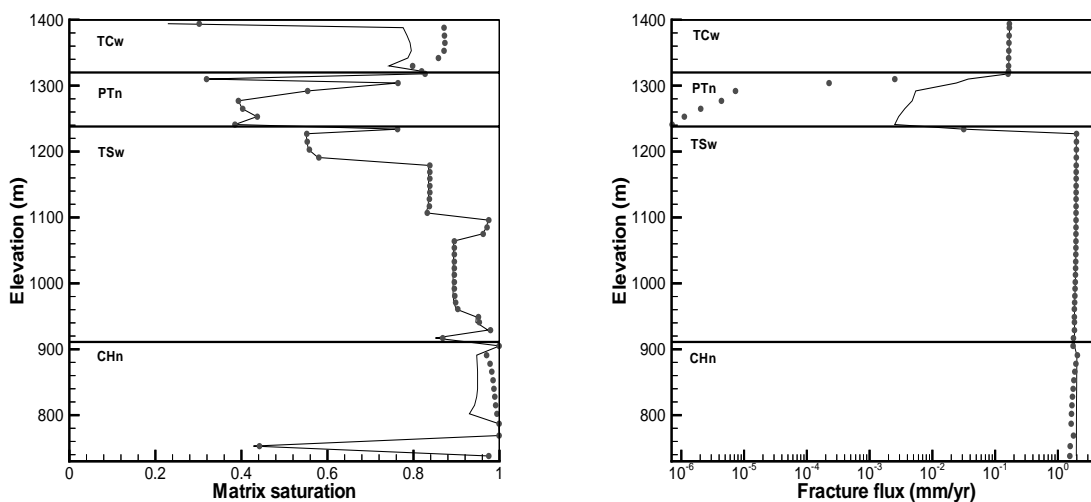 1400
TCw
1300
PTn
1200
TSw
1100
1000
900
CHn
800
0 0.2 0.4 0.6 0.8 1
Matrix saturation
Elevation (m)
1400
TCw
1300
PTn
1200
TSw
1100
1000
900
CHn
800
10-6 10-5 10-4 10-3 10-2 10-1 100
Fracture flux (mm/yr)
Elevation (m)